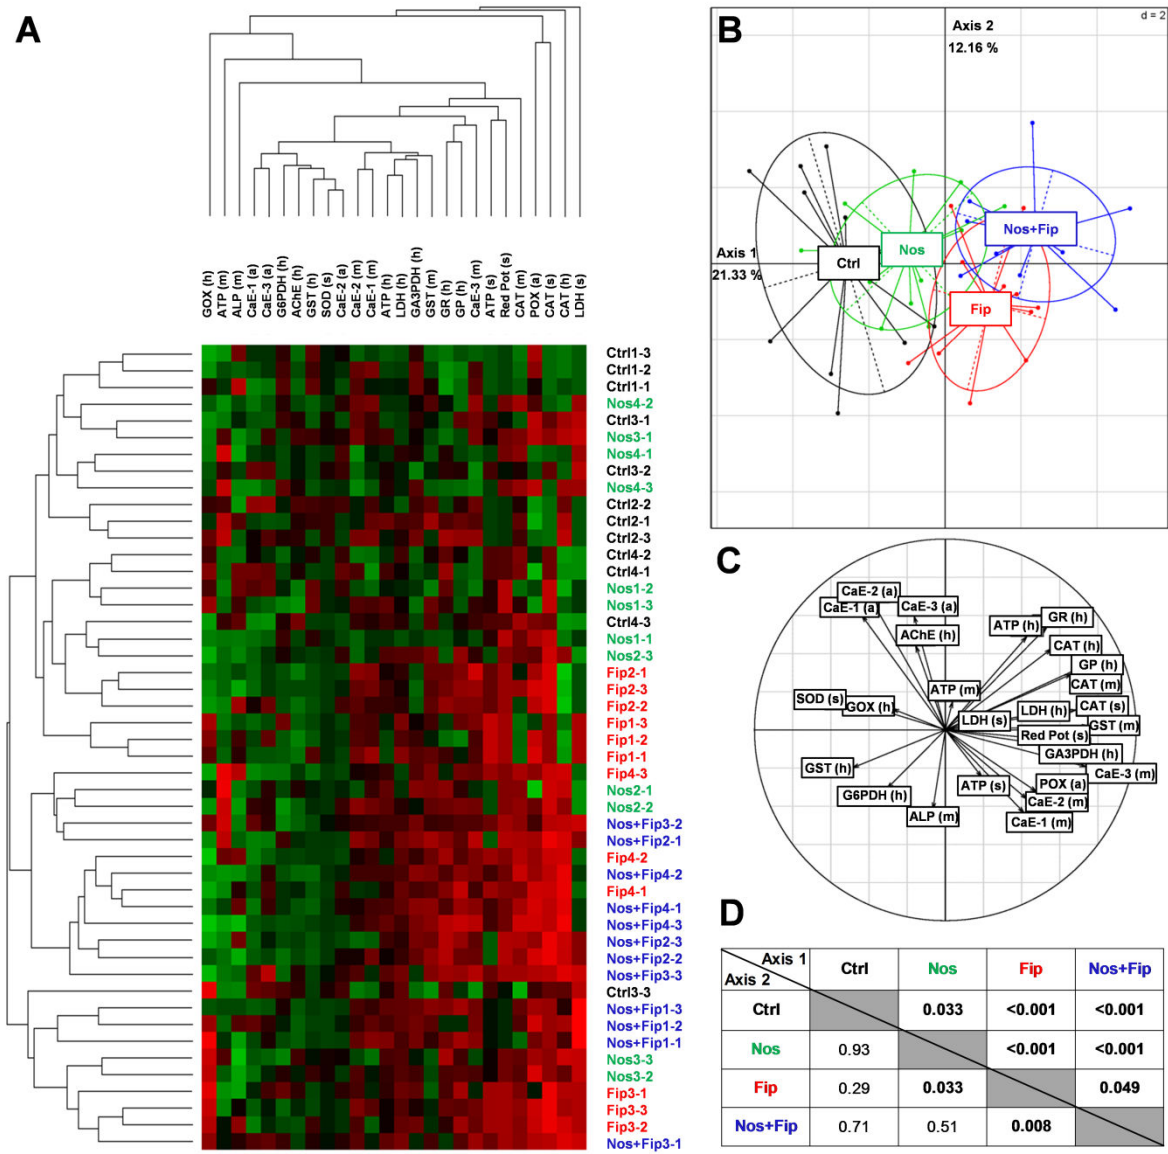 A
GOX (h)
ATP (m)
ALP (m)
CaE-1 (a)
CaE-3 (a)
G6PDH (h)
AChE (h)
GST (h)
SOD (s)
CaE-2 (a)
CaE-2 (m)
CaE-1 (m)
ATP (h)
LDH (h)
GA3PDH (h)
GST (m)
GR (h)
GP (h)
CaE-3 (m)
ATP (s)
Red Pot (s)
CAT (m)
POX (a)
CAT (s)
CAT (h)
LDH (s)
Ctrl1-3
Ctrl1-2
Ctrl1-1
Nos4-2
Ctrl3-1
Nos3-1
Nos4-1
Ctrl3-2
Nos4-3
Ctrl2-2
Ctrl2-1
Ctrl2-3
Ctrl4-2
Ctrl4-1
Nos1-2
Nos1-3
Ctrl4-3
Nos1-1
Nos2-3
Fip2-1
Fip2-3
Fip2-2
Fip1-3
Fip1-2
Fip1-1
Fip4-3
Nos2-1
Nos2-2
Nos+Fip3-2
Nos+Fip2-1
Fip4-2
Nos+Fip4-2
Fip4-1
Nos+Fip4-1
Nos+Fip4-3
Nos+Fip2-3
Nos+Fip2-2
Nos+Fip3-3
Ctrl3-3
Nos+Fip1-3
Nos+Fip1-2
Nos+Fip1-1
Nos3-3
Nos3-2
Fip3-1
Fip3-3
Fip3-2
Nos+Fip3-1
B
Axis 2
12.16 %
d = 2
Axis 1
21.33 %
Ctrl
Nos
Nos+Fip
Fip
C
CaE-2 (a)
CaE-1 (a)
CaE-3 (a)
AChE (h)
ATP (h)
GR (h)
CAT (h)
GP (h)
CAT (m)
ATP (m)
SOD (s)
GOX (h)
LDH (s)
LDH (h)
CAT (s)
GST (m)
Red Pot (s)
GA3PDH (h)
CaE-3 (m)
GST (h)
G6PDH (h)
ALP (m)
ATP (s)
POX (a)
CaE-2 (m)
CaE-1 (m)
D
Axis 1
Axis 2
Ctrl Nos Fip Nos+Fip
Ctrl 0.033 <0.001 <0.001
Nos 0.93 <0.001 <0.001
Fip 0.29 0.033 0.049
Nos+Fip 0.71 0.51 0.008